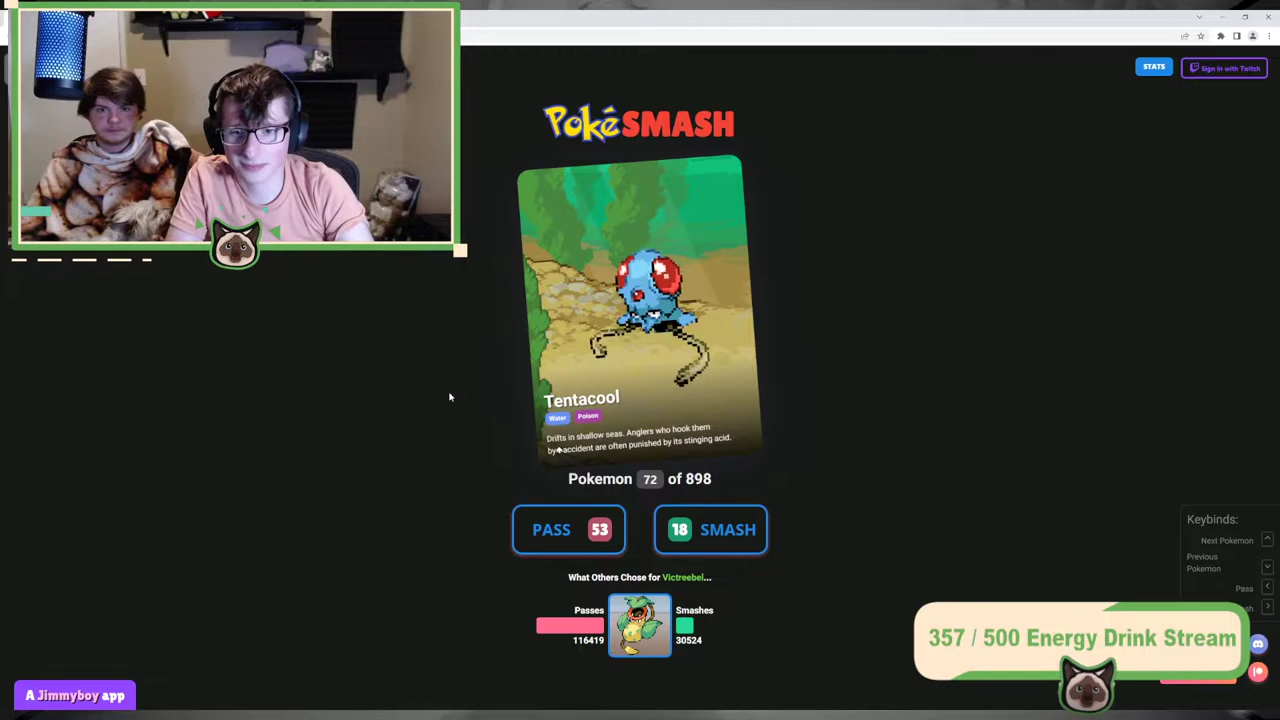 STATS
Sign in with Twitch
PokéSMASH
Tentacool
Water
Poison
Drifts in shallow seas. Anglers who hook them
by accident are often punished by its stinging acid.
Pokemon 72 of 898
PASS 53
18 SMASH
What Others Chose for Victreebel...
Passes
116419
Smashes
30524
Keybinds:
Next Pokemon
Previous
Pokemon
Pass
357 / 500 Energy Drink Stream
A Jimmyboy app